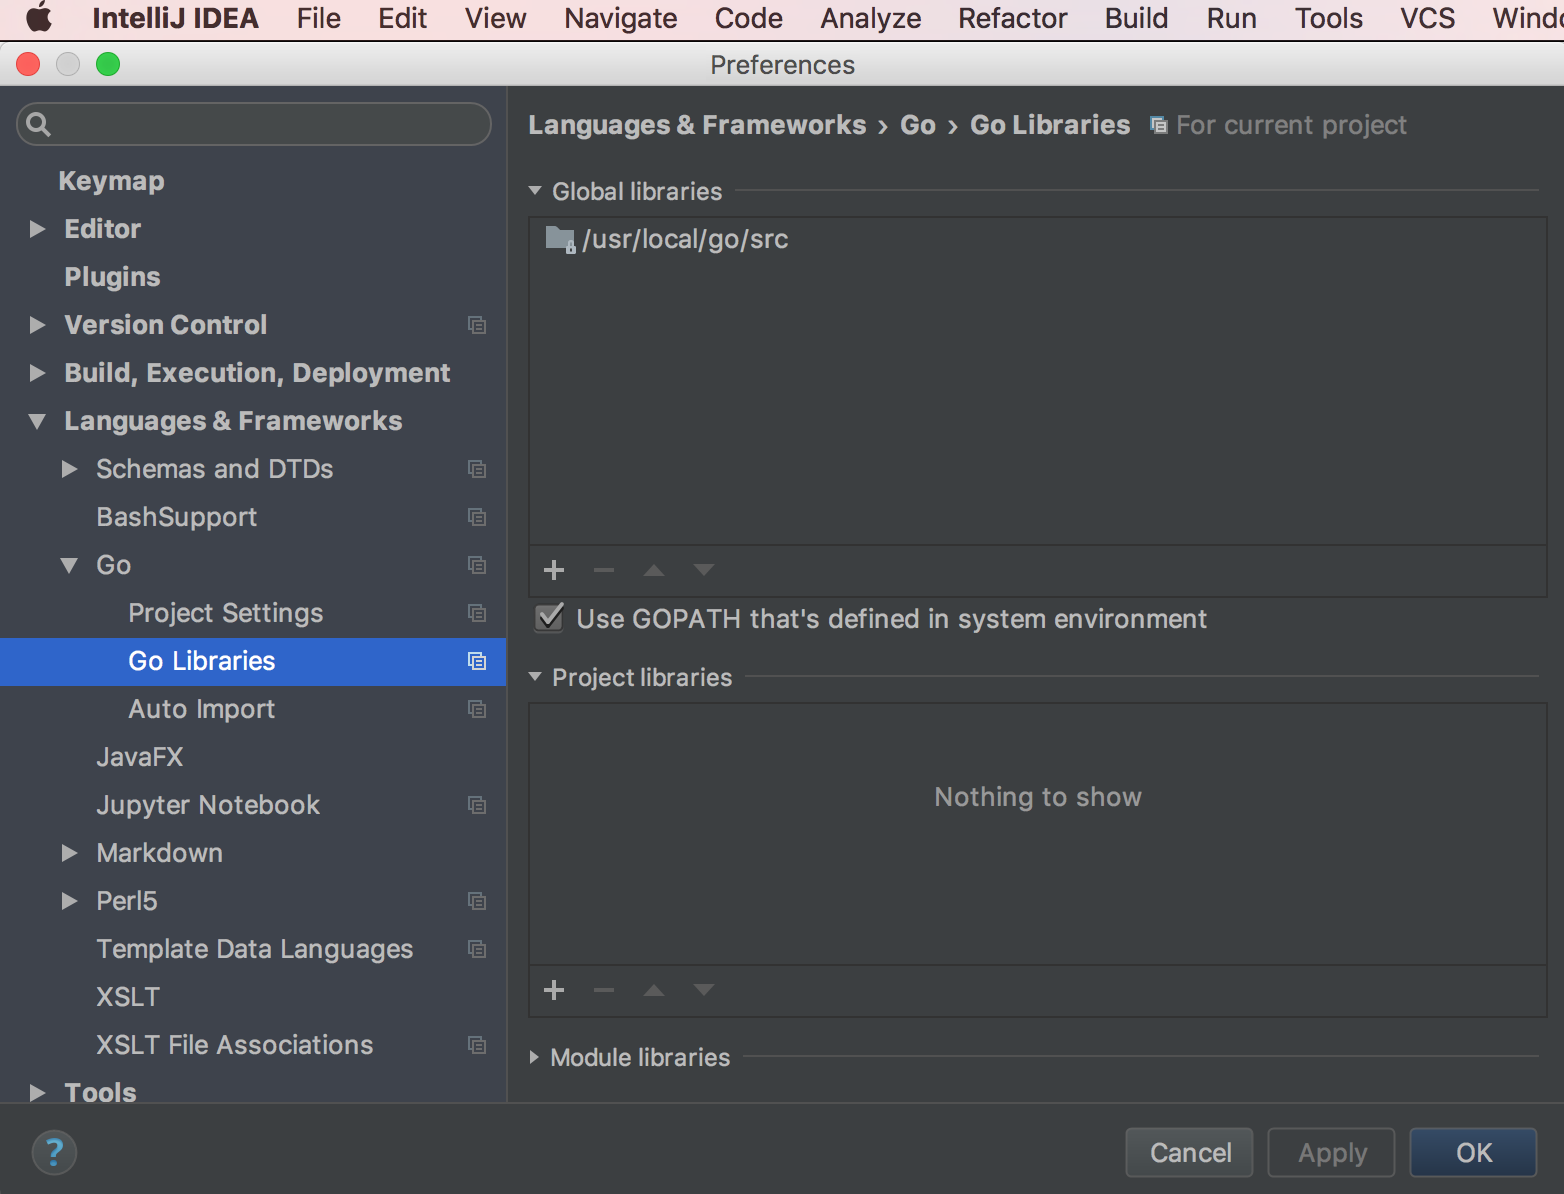 IntelliJ IDEA File Edit View Navigate Code Analyze Refactor Build Run Tools VCS Windo
Preferences
Keymap
Editor
Plugins
Version Control
Build, Execution, Deployment
Languages & Frameworks
Schemas and DTDs
BashSupport
Go
Project Settings
Go Libraries
Auto Import
JavaFX
Jupyter Notebook
Markdown
Perl5
Template Data Languages
XSLT
XSLT File Associations
Tools
Languages & Frameworks › Go › Go Libraries For current project
Global libraries
/usr/local/go/src
Use GOPATH that's defined in system environment
Project libraries
Nothing to show
Module libraries
?
Cancel Apply OK